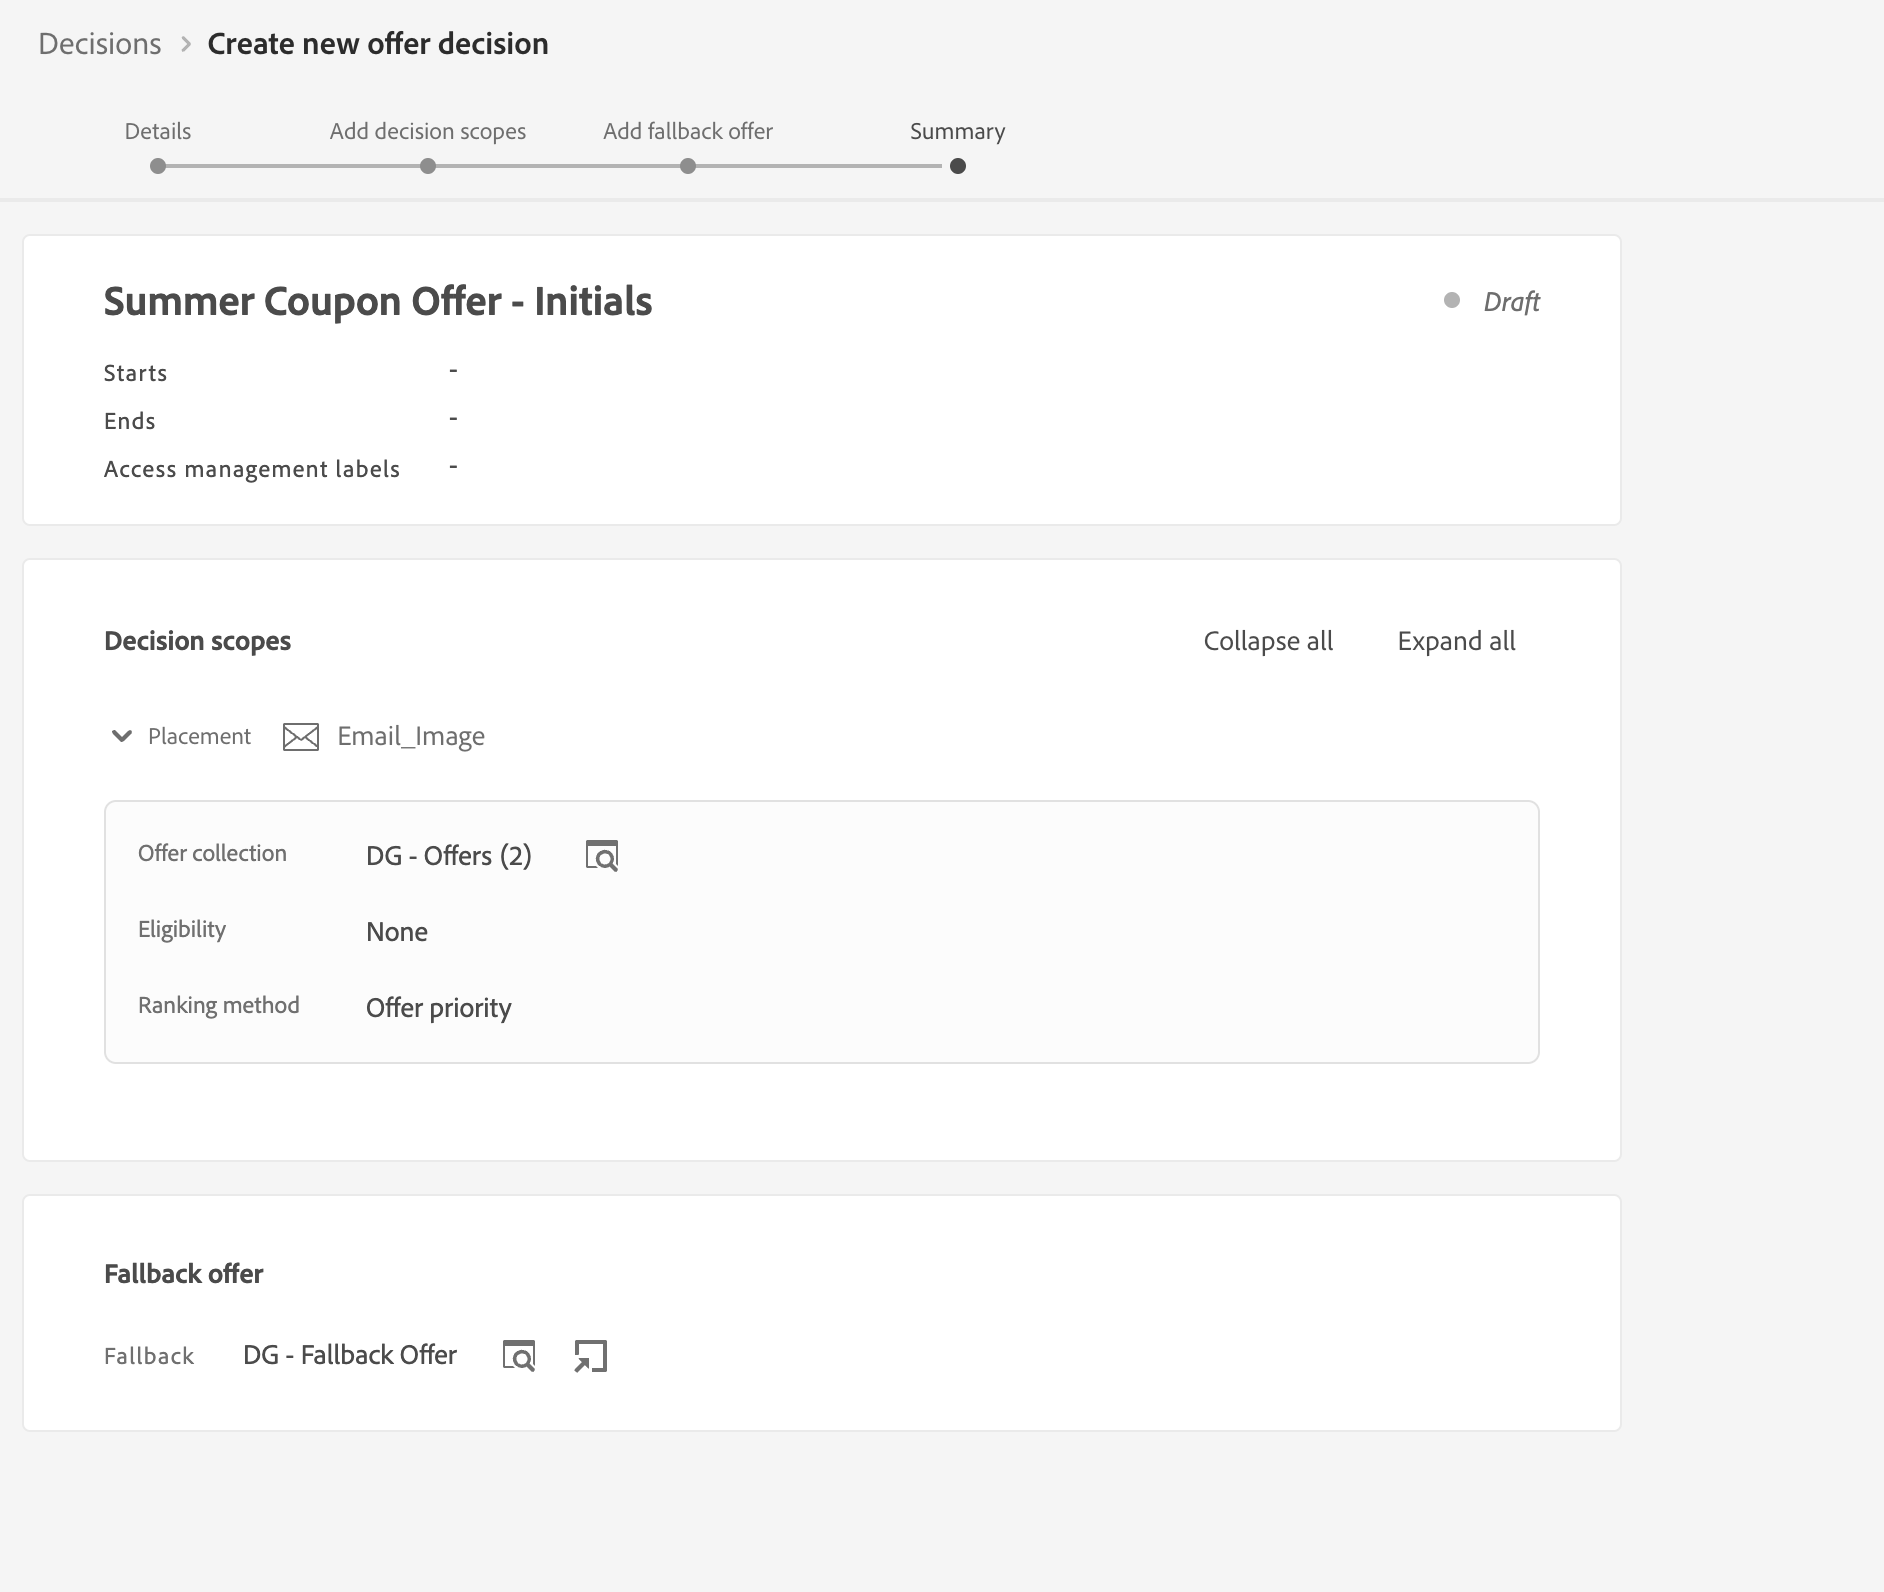 Decisions > Create new offer decision
Details Add decision scopes Add fallback offer Summary
Summer Coupon Offer - Initials Draft
Starts -
Ends -
Access management labels -
Decision scopes Collapse all Expand all
Placement Email_Image
Offer collection DG - Offers (2)
Eligibility None
Ranking method Offer priority
Fallback offer
Fallback DG - Fallback Offer